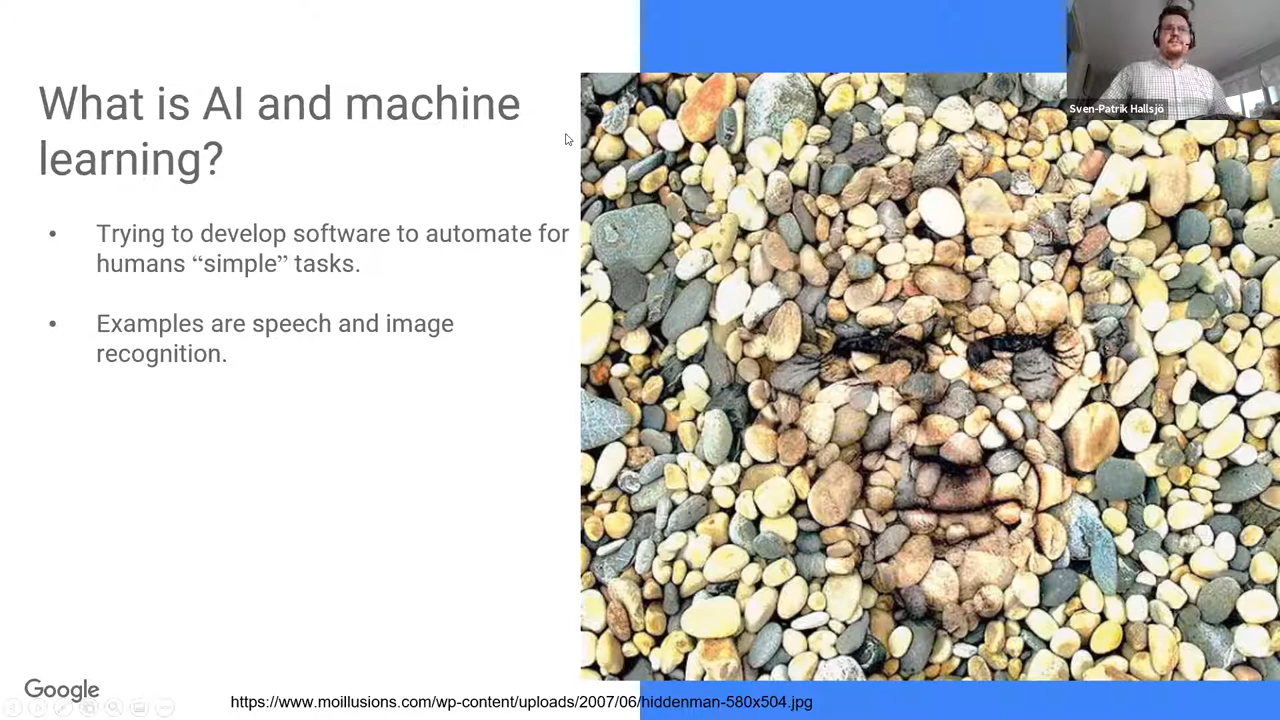 What is AI and machine
learning?
• Trying to develop software to automate for
humans “simple” tasks.
• Examples are speech and image
recognition.
Sven-Patrik Hallsjö
Google
https://www.moillusions.com/wp-content/uploads/2007/06/hiddenman-580x504.jpg